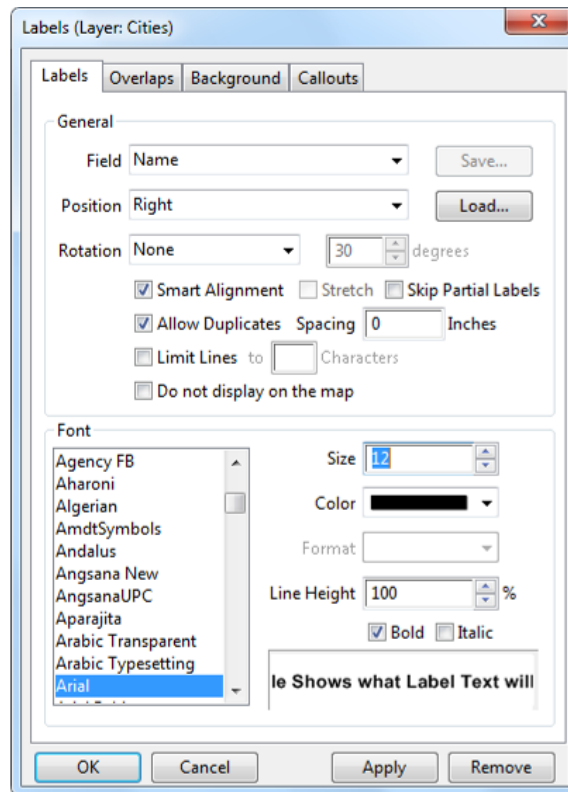 Labels (Layer: Cities)
Labels Overlaps Background Callouts
General
Field Name Save...
Position Right Load...
Rotation None 30 degrees
Smart Alignment Stretch Skip Partial Labels
Allow Duplicates Spacing 0 Inches
Limit Lines to Characters
Do not display on the map
Font
Agency FB
Aharoni
Algerian
AmdtSymbols
Andalus
Angsana New
AngsanaUPC
Aparajita
Arabic Transparent
Arabic Typesetting
Arial
Size 12
Color
Format
Line Height 100 %
Bold Italic
le Shows what Label Text will
OK Cancel Apply Remove